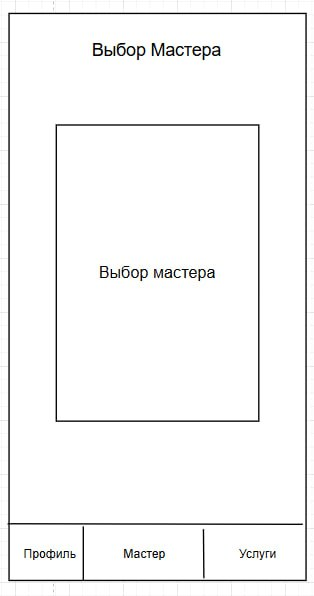 Выбор Мастера
Выбор мастера
Профиль Мастер Услуги